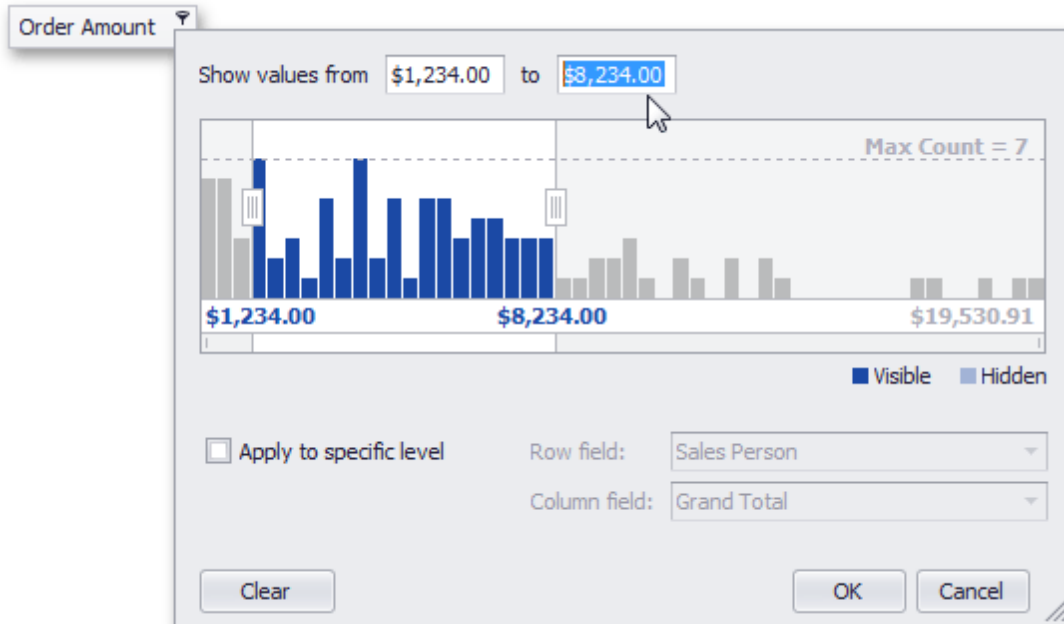 Order Amount
Show values from $1,234.00 to $8,234.00
Max Count = 7
$1,234.00 $8,234.00 $19,530.91
Visible Hidden
Apply to specific level Row field: Sales Person
Column field: Grand Total
Clear OK Cancel